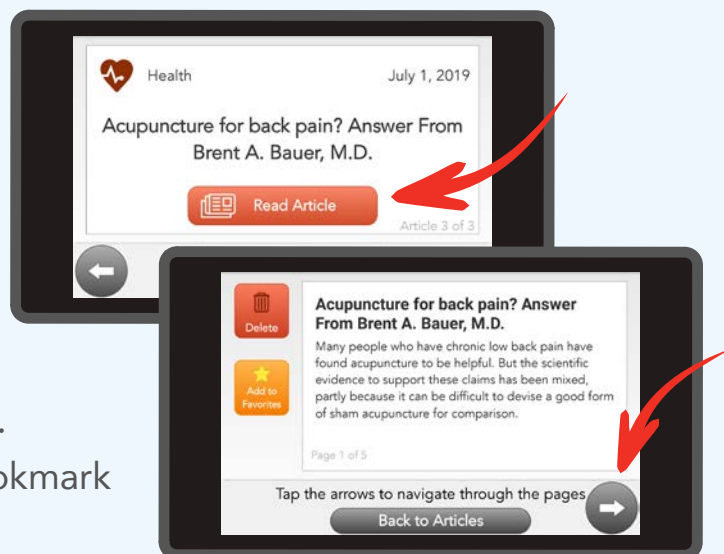 Health
July 1, 2019
Acupuncture for back pain? Answer From
Brent A. Bauer, M.D.
Read Article
Article 3 of 3
Delete
Add to
Favorites
Acupuncture for back pain? Answer
From Brent A. Bauer, M.D.
Many people who have chronic low back pain have
found acupuncture to be helpful. But the scientific
evidence to support these claims has been mixed,
partly because it can be difficult to devise a good form
of sham acupuncture for comparison.
Page 1 of 5
Tap the arrows to navigate through the pages
Back to Articles
.
okmark